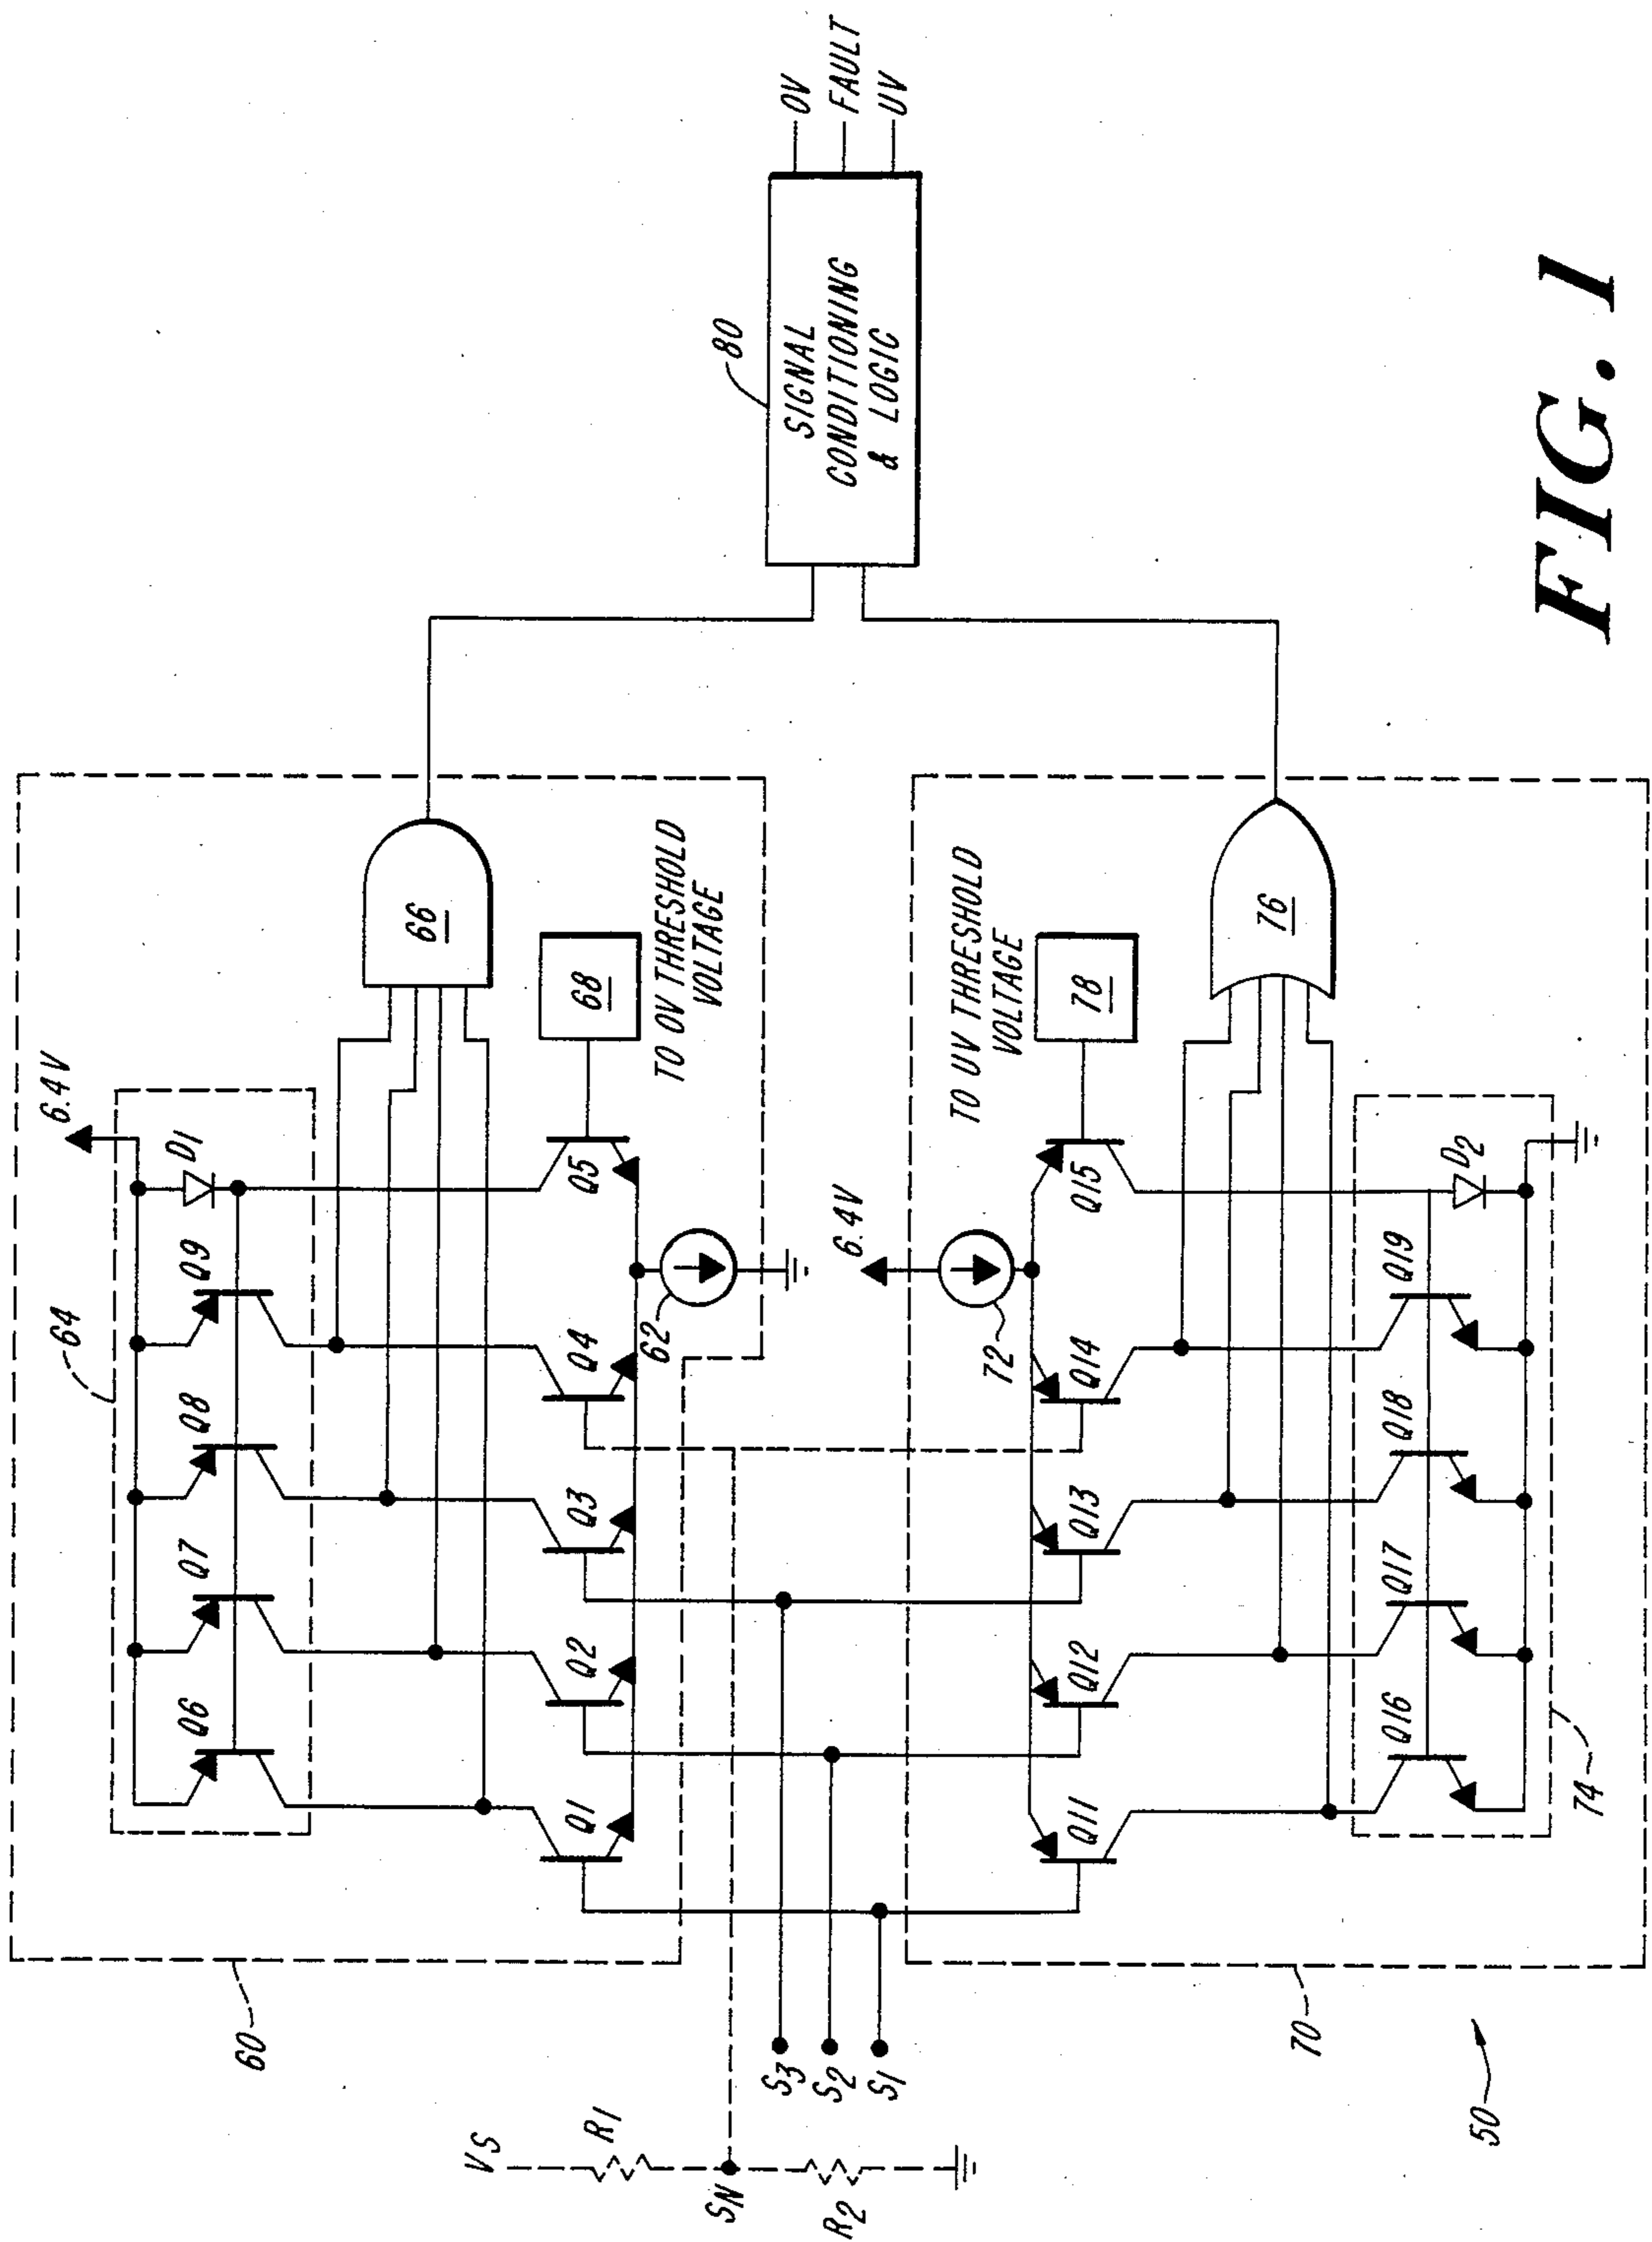 6.4V
64
Q6
Q7
Q8
Q9
D1
66
Q1
Q2
Q3
Q4
Q5
68
62
TO OV THRESHOLD
VOLTAGE
60
VS
R1
SN
R2
S3
S2
S1
80
SIGNAL
CONDITIONING
& LOGIC
OV
FAULT
UV
6.4V
72
TO UV THRESHOLD
VOLTAGE
78
Q11
Q12
Q13
Q14
Q15
76
Q16
Q17
Q18
Q19
D2
74
70
50
FIG. 1